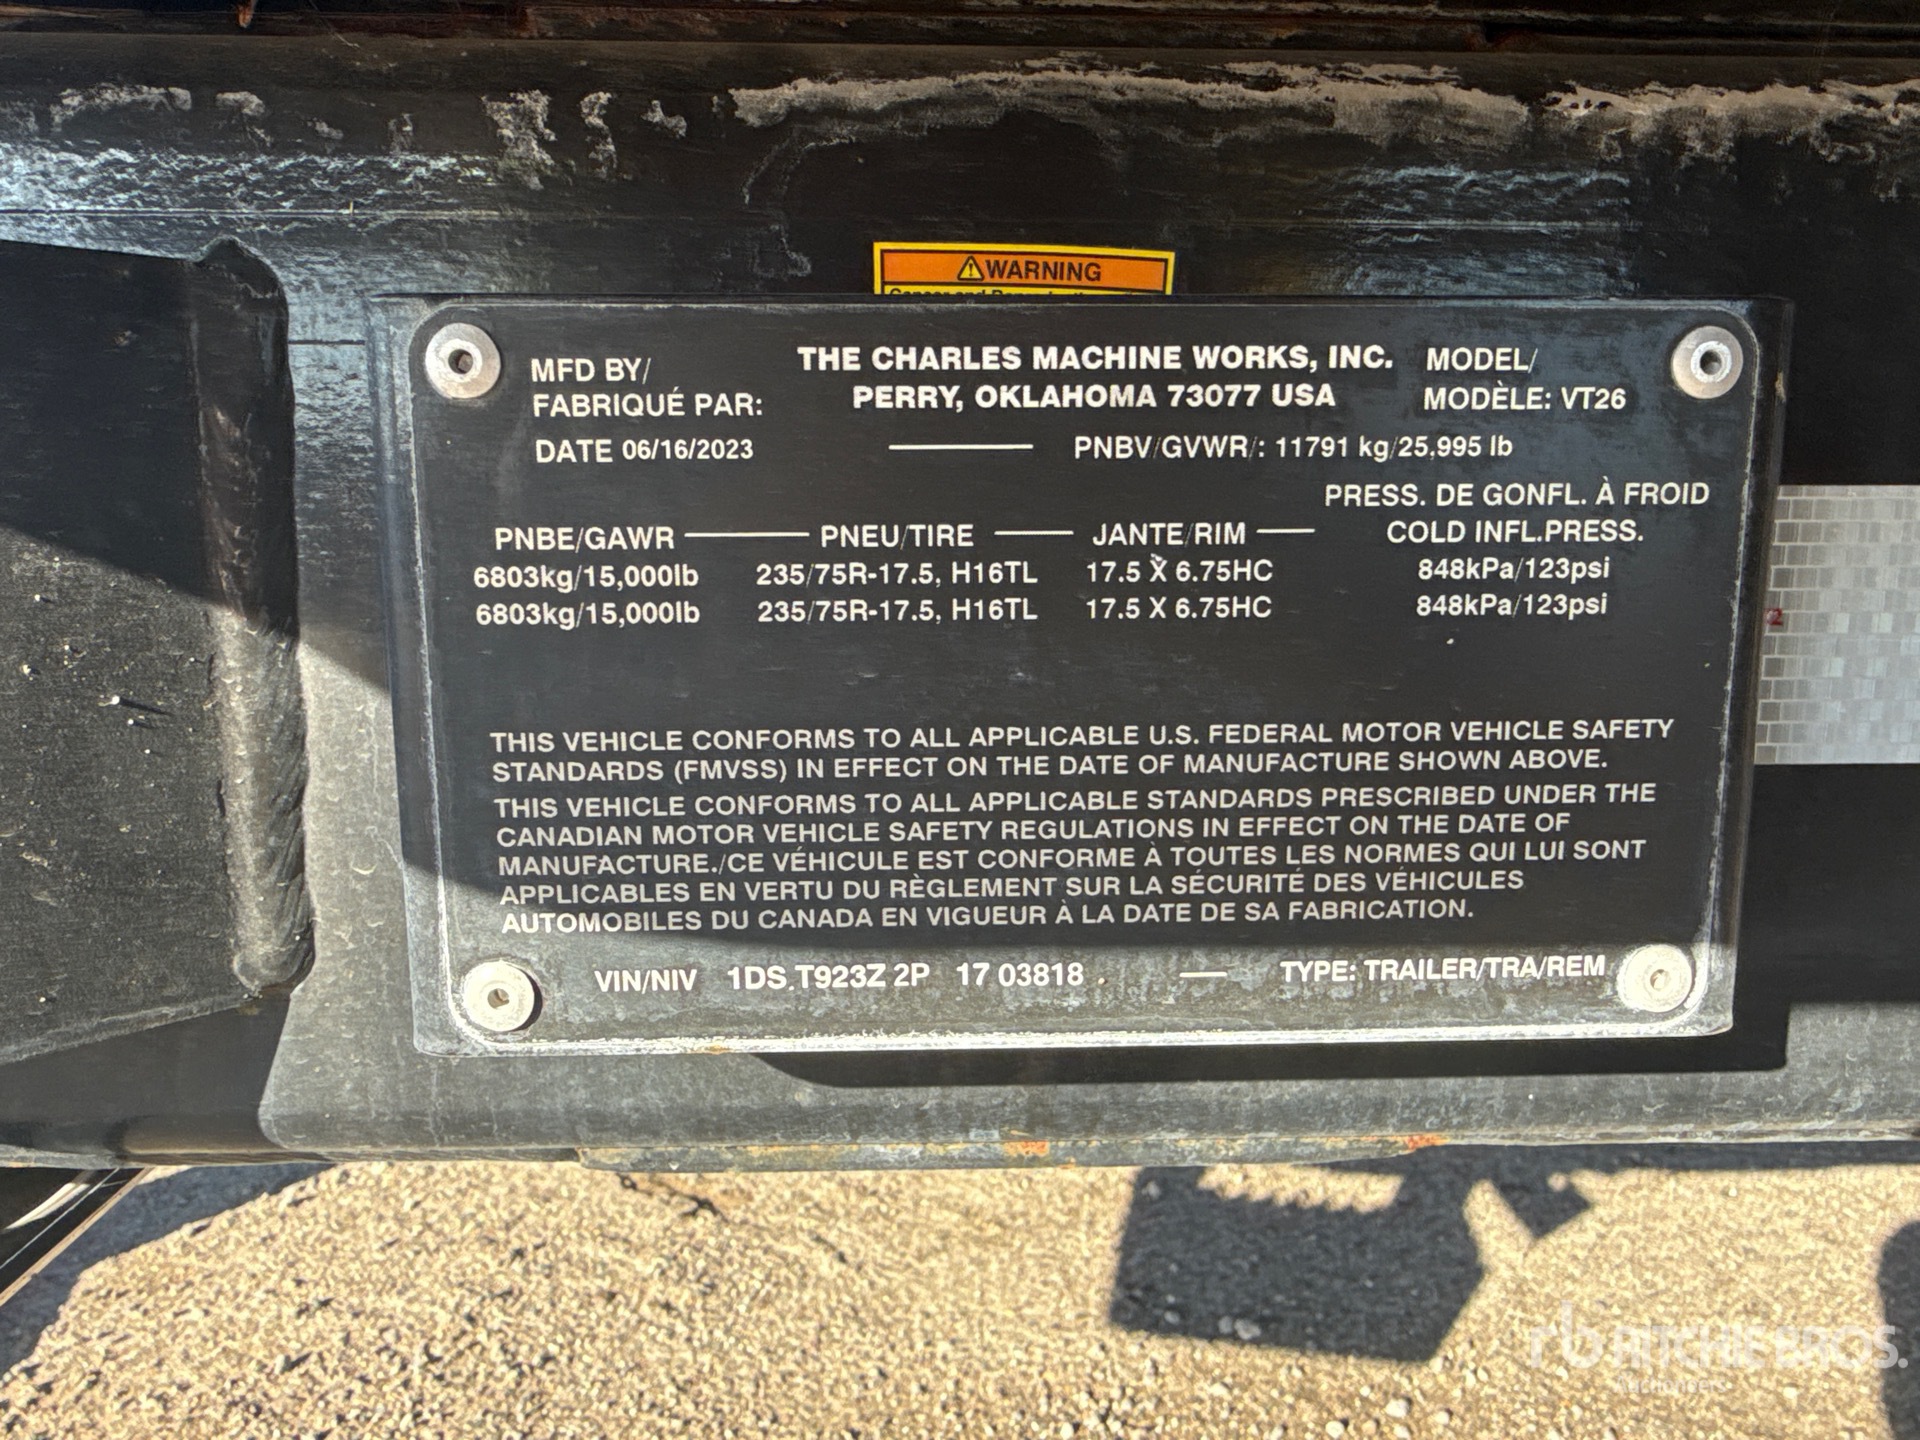 WARNING
MFD BY/ THE CHARLES MACHINE WORKS, INC. MODEL/
FABRIQUÉ PAR: PERRY, OKLAHOMA 73077 USA MODÈLE: VT26
DATE 06/16/2023 PNBV/GVWR/: 11791 kg/25,995 lb
PRESS. DE GONFL. À FROID
PNBE/GAWR PNEU/TIRE JANTE/RIM COLD INFL.PRESS.
6803kg/15,000lb 235/75R-17.5, H16TL 17.5 X 6.75HC 848kPa/123psi
6803kg/15,000lb 235/75R-17.5, H16TL 17.5 X 6.75HC 848kPa/123psi
THIS VEHICLE CONFORMS TO ALL APPLICABLE U.S. FEDERAL MOTOR VEHICLE SAFETY
STANDARDS (FMVSS) IN EFFECT ON THE DATE OF MANUFACTURE SHOWN ABOVE.
THIS VEHICLE CONFORMS TO ALL APPLICABLE STANDARDS PRESCRIBED UNDER THE
CANADIAN MOTOR VEHICLE SAFETY REGULATIONS IN EFFECT ON THE DATE OF
MANUFACTURE./CE VÉHICULE EST CONFORME À TOUTES LES NORMES QUI LUI SONT
APPLICABLES EN VERTU DU RÈGLEMENT SUR LA SÉCURITÉ DES VÉHICULES
AUTOMOBILES DU CANADA EN VIGUEUR À LA DATE DE SA FABRICATION.
VIN/NIV 1DS.T923Z 2P 17 03818 TYPE: TRAILER/TRA/REM
rb RITCHIE BROS.
Auctioneers